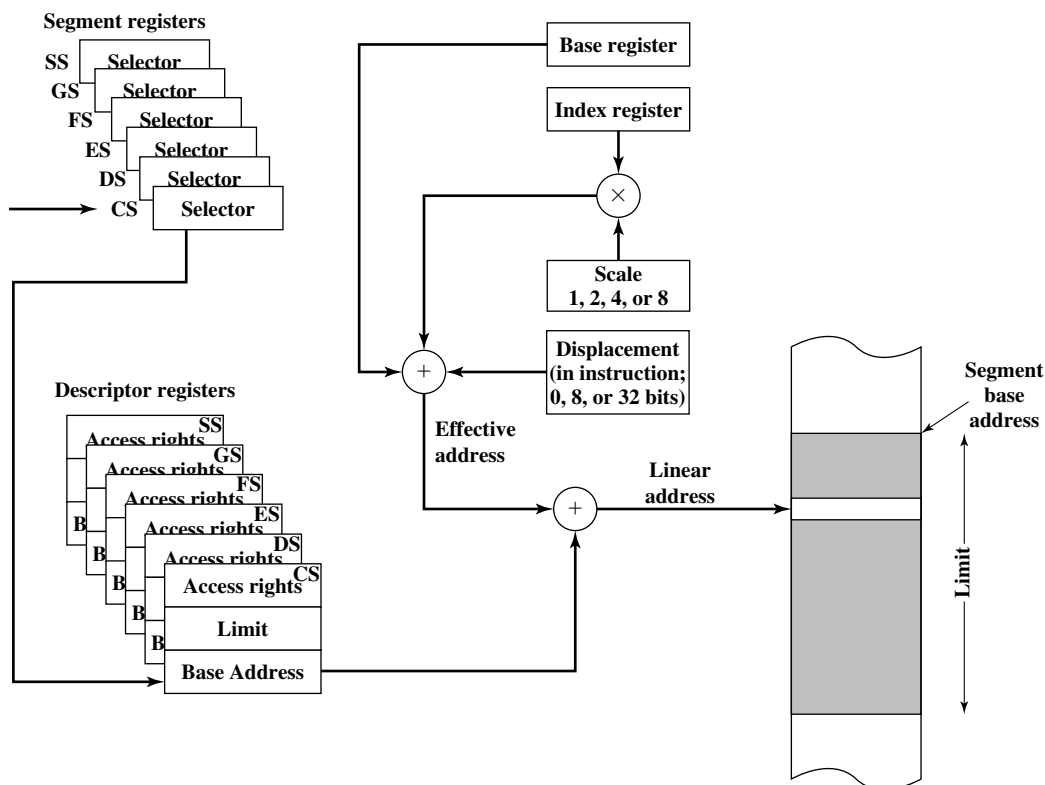 Segment registers
SS
Selector
GS
Selector
FS
Selector
ES
Selector
DS
Selector
CS
Selector
Base register
Index register
×
Scale
1, 2, 4, or 8
Displacement
(in instruction;
0, 8, or 32 bits)
+
Effective
address
Descriptor registers
SS
Access rights
GS
Access rights
FS
Access rights
ES
Access rights
DS
Access rights
CS
Access rights
Limit
Base Address
B
B
B
B
B
+
Linear
address
Segment
base
address
Limit